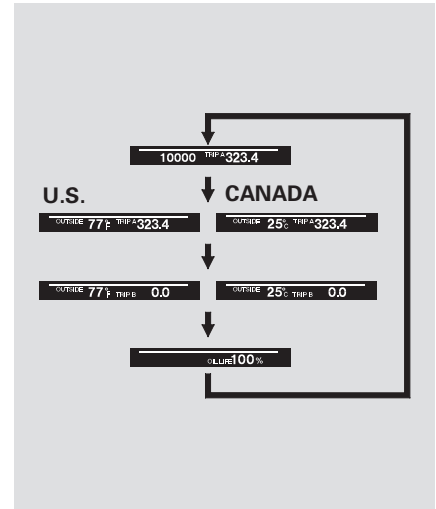 10000 TRIP A 323.4
U.S. CANADA
OUTSIDE 77°F TRIP A 323.4
OUTSIDE 25°C TRIP A 323.4
OUTSIDE 77°F TRIP B 0.0
OUTSIDE 25°C TRIP B 0.0
OIL LIFE 100%